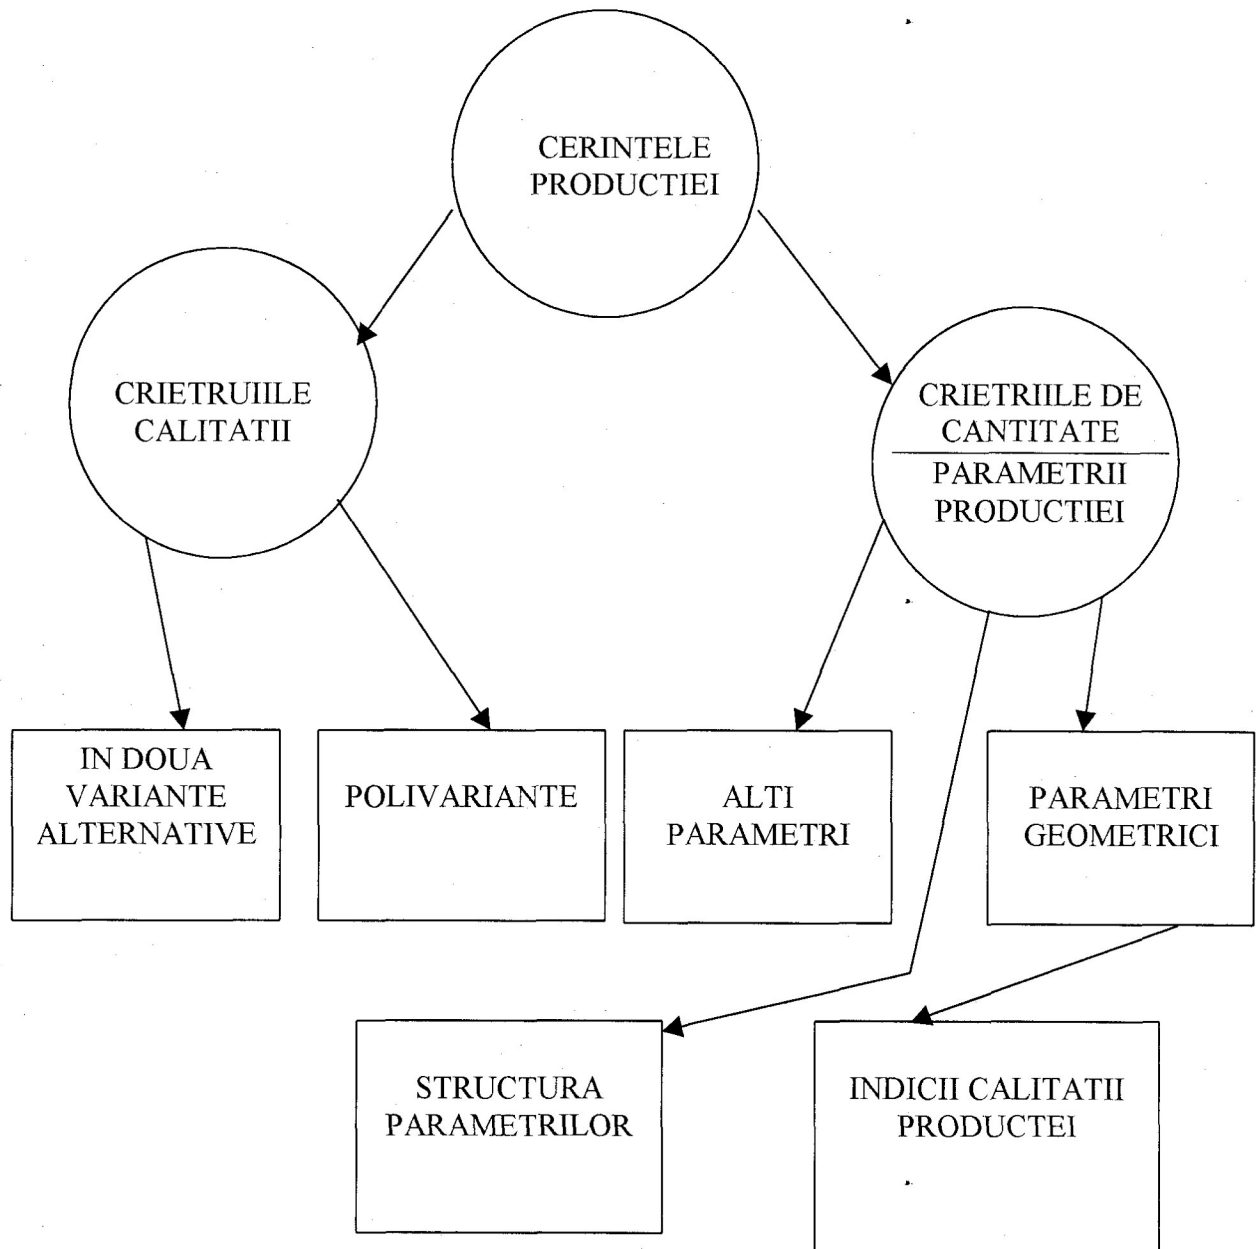 CERINTELE
PRODUCTIEI
CRIETRUIILE
CALITATII
CRIETRIILE DE
CANTITATE
PARAMETRII
PRODUCTIEI
IN DOUA
VARIANTE
ALTERNATIVE
POLIVARIANTE
ALTI
PARAMETRI
PARAMETRI
GEOMETRICI
STRUCTURA
PARAMETRILOR
INDICII CALITATII
PRODUCTEI